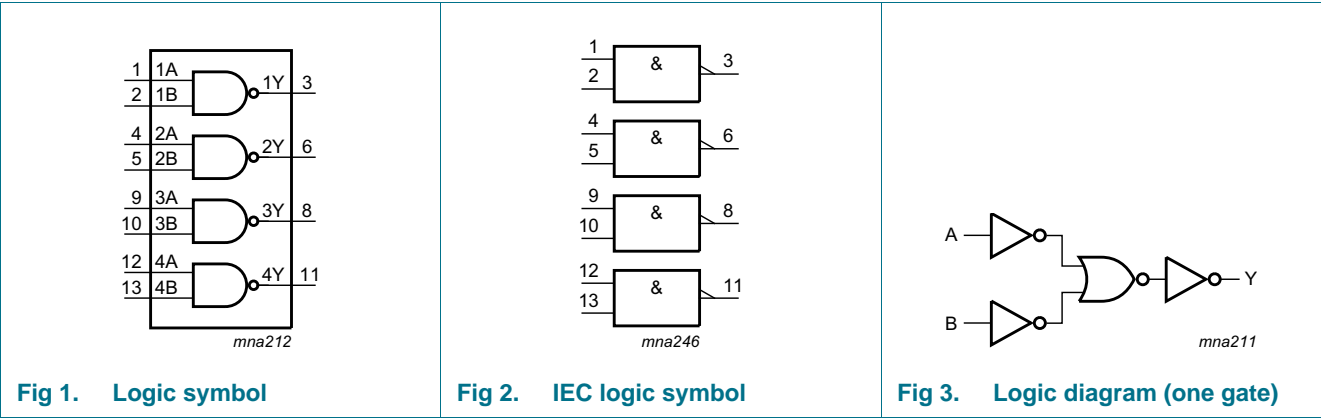 1 1A 1Y 3
2 1B
4 2A 2Y 6
5 2B
9 3A 3Y 8
10 3B
12 4A 4Y 11
13 4B
mna212
Fig 1. Logic symbol
1 & 3
2
4 & 6
5
9 & 8
10
12 & 11
13
mna246
Fig 2. IEC logic symbol
A
Y
B
mna211
Fig 3. Logic diagram (one gate)